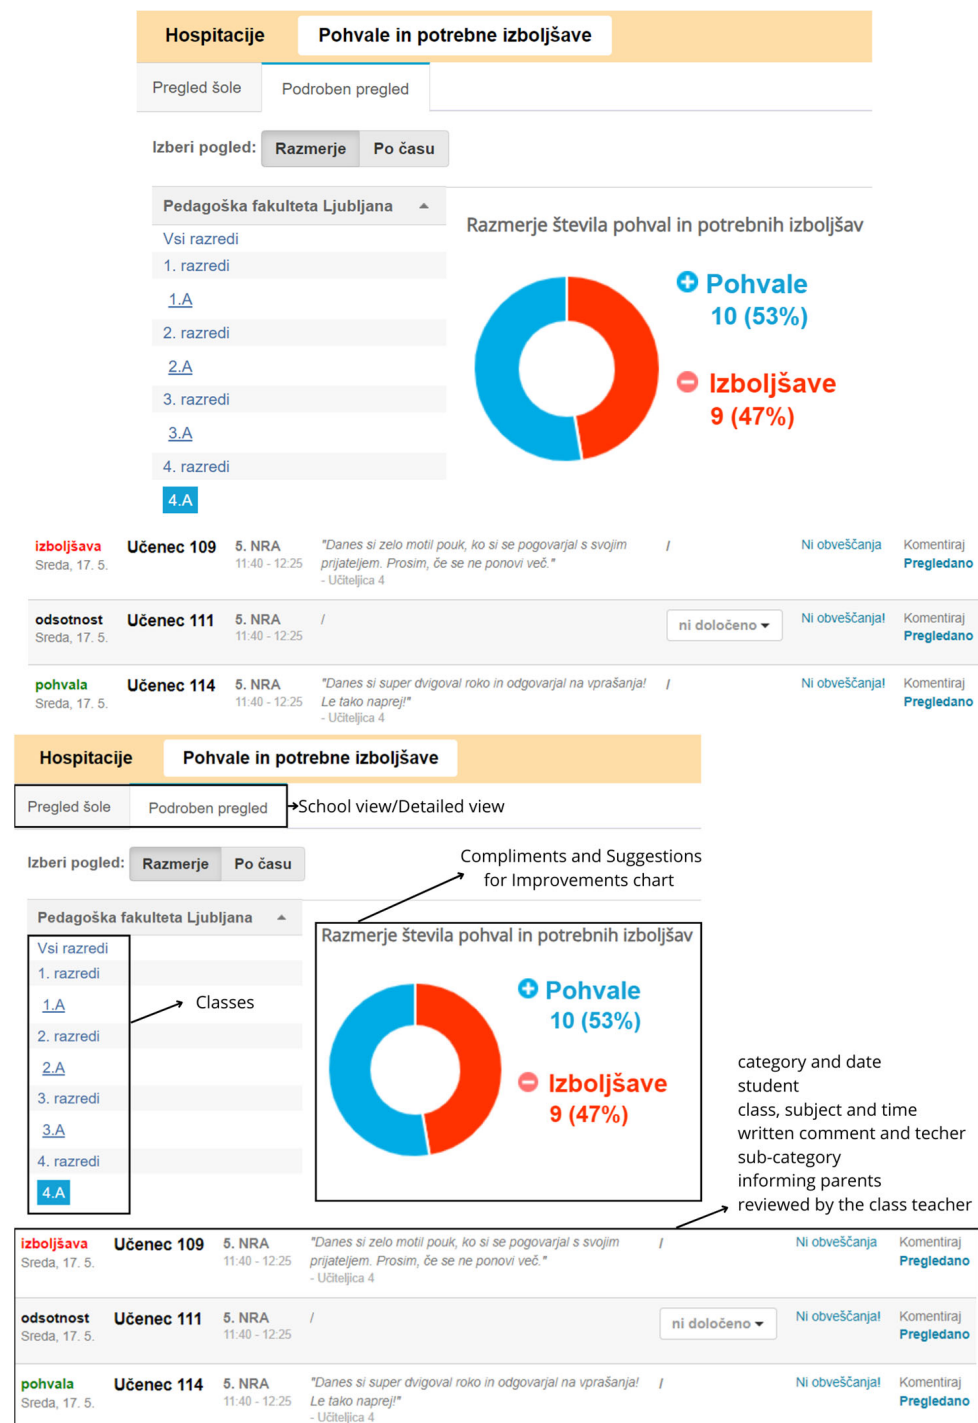 Hospitacije Pohvale in potrebne izboljšave
Pregled šole Podroben pregled
Izberi pogled: Razmerje Po času
Pedagoška fakulteta Ljubljana
Vsi razredi
1. razredi
1.A
2. razredi
2.A
3. razredi
3.A
4. razredi
4.A
Razmerje števila pohval in potrebnih izboljšav
Pohvale
10 (53%)
Izboljšave
9 (47%)
izboljšava Učenec 109 5. NRA "Danes si zelo motil pouk, ko si se pogovarjal s svojim / Ni obveščanja Komentiraj
Sreda, 17. 5. 11:40 - 12:25 prijateljem. Prosim, če se ne ponovi več." Pregledano
- Učiteljica 4
odsotnost Učenec 111 5. NRA / ni določeno Ni obveščanja! Komentiraj
Sreda, 17. 5. 11:40 - 12:25 Pregledano
pohvala Učenec 114 5. NRA "Danes si super dvigoval roko in odgovarjal na vprašanja! / Ni obveščanja! Komentiraj
Sreda, 17. 5. 11:40 - 12:25 Le tako naprej!" Pregledano
- Učiteljica 4
Hospitacije Pohvale in potrebne izboljšave
Pregled šole Podroben pregled School view/Detailed view
Izberi pogled: Razmerje Po času
Compliments and Suggestions
for Improvements chart
Pedagoška fakulteta Ljubljana
Vsi razredi
1. razredi
1.A
2. razredi
2.A
3. razredi
3.A
4. razredi
4.A
Classes
Razmerje števila pohval in potrebnih izboljšav
Pohvale
10 (53%)
Izboljšave
9 (47%)
category and date
student
class, subject and time
written comment and techer
sub-category
informing parents
reviewed by the class teacher
izboljšava Učenec 109 5. NRA "Danes si zelo motil pouk, ko si se pogovarjal s svojim / Ni obveščanja Komentiraj
Sreda, 17. 5. 11:40 - 12:25 prijateljem. Prosim, če se ne ponovi več." Pregledano
- Učiteljica 4
odsotnost Učenec 111 5. NRA / ni določeno Ni obveščanja! Komentiraj
Sreda, 17. 5. 11:40 - 12:25 Pregledano
pohvala Učenec 114 5. NRA "Danes si super dvigoval roko in odgovarjal na vprašanja! / Ni obveščanja! Komentiraj
Sreda, 17. 5. 11:40 - 12:25 Le tako naprej!" Pregledano
- Učiteljica 4